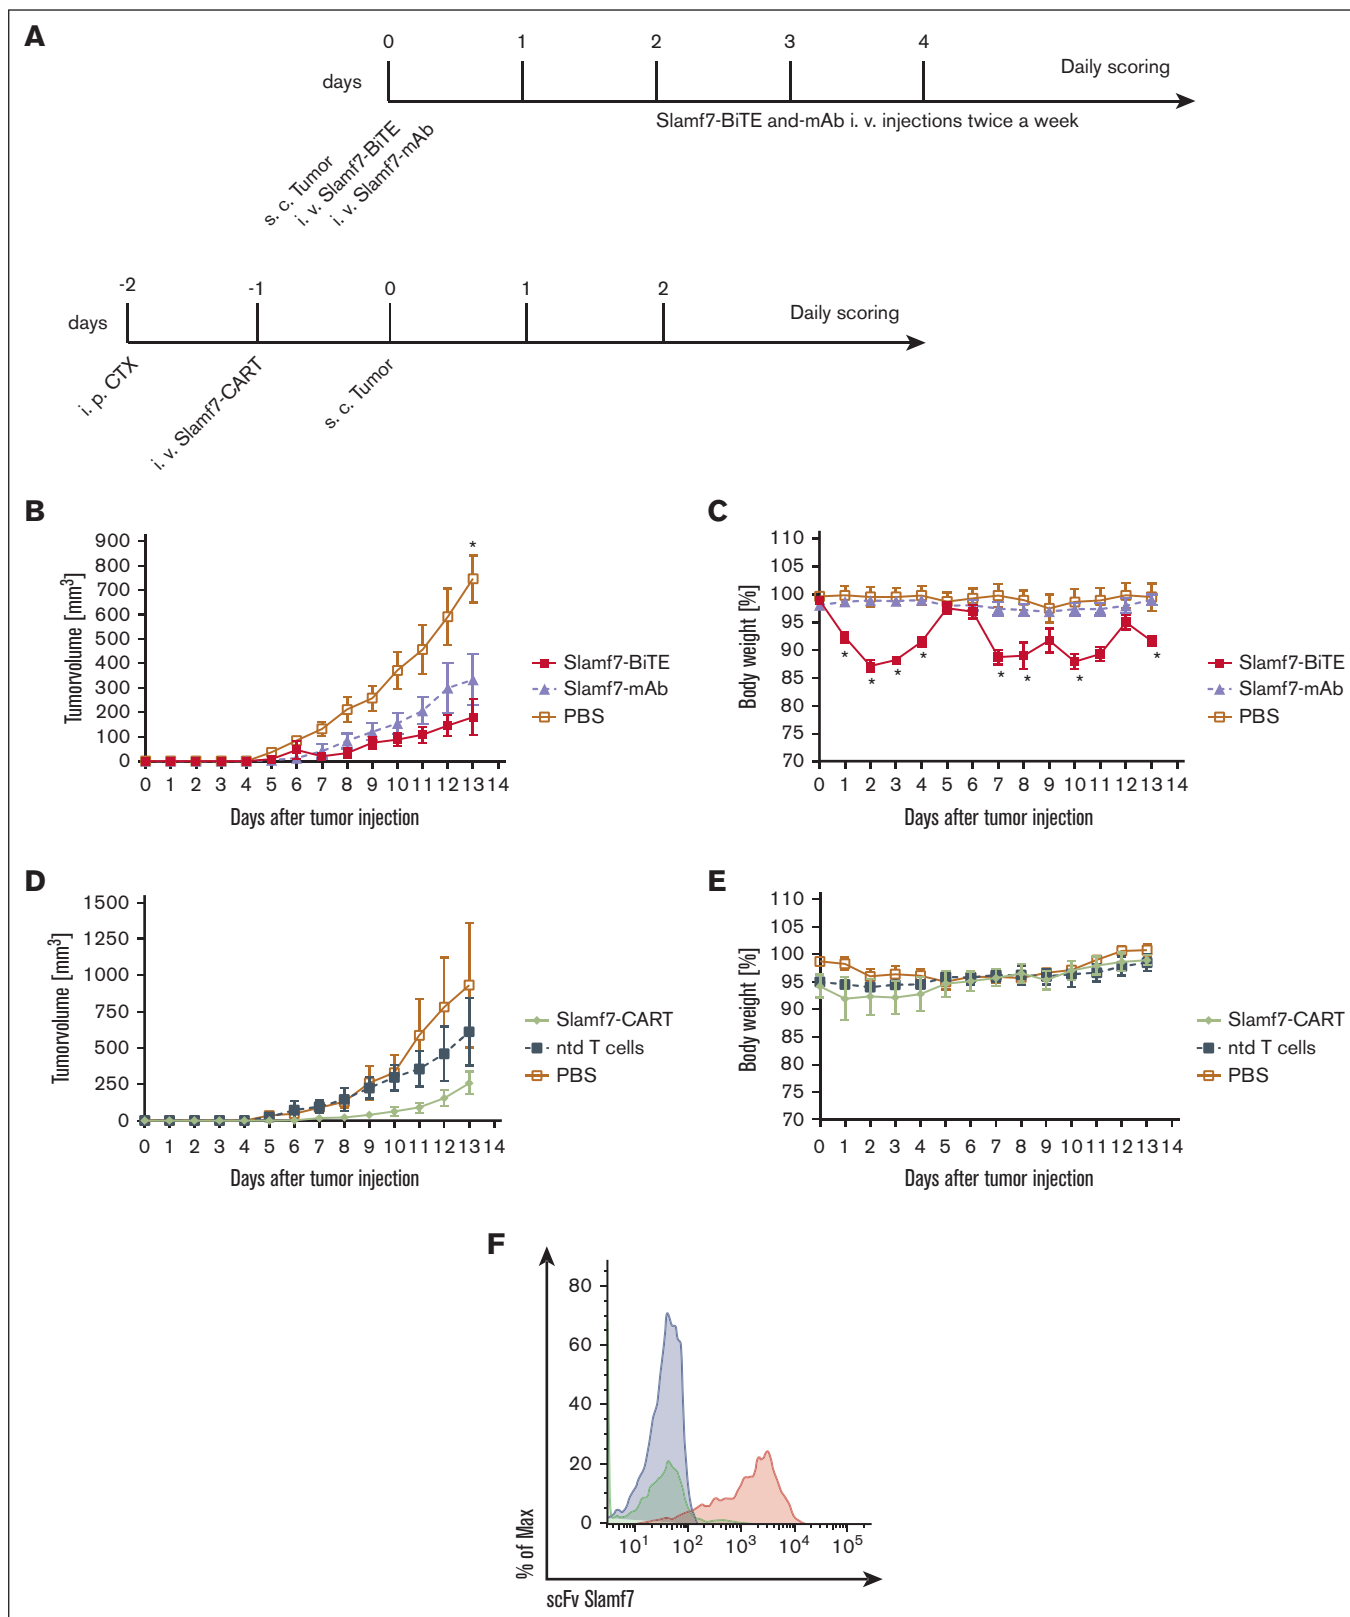 A
0 1 2 3 4
days
Daily scoring
Slamf7-BiTE and-mAb i. v. injections twice a week
s. c. Tumor
i. v. Slamf7-BiTE
i. v. Slamf7-mAb
-2 -1 0 1 2
days
Daily scoring
i. p. CTX
i. v. Slamf7-CART
s. c. Tumor
B
Tumorvolume [mm³]
900
800
700
600
500
400
300
200
100
0
*
0 1 2 3 4 5 6 7 8 9 10 11 12 13 14
Days after tumor injection
Slamf7-BiTE
Slamf7-mAb
PBS
C
Body weight [%]
110
105
100
95
90
85
80
75
70
* * * * * * * *
0 1 2 3 4 5 6 7 8 9 10 11 12 13 14
Days after tumor injection
Slamf7-BiTE
Slamf7-mAb
PBS
D
Tumorvolume [mm³]
1500
1250
1000
750
500
250
0
0 1 2 3 4 5 6 7 8 9 10 11 12 13 14
Days after tumor injection
Slamf7-CART
ntd T cells
PBS
E
Body weight [%]
110
105
100
95
90
85
80
75
70
0 1 2 3 4 5 6 7 8 9 10 11 12 13 14
Days after tumor injection
Slamf7-CART
ntd T cells
PBS
F
% of Max
80
60
40
20
0
10¹ 10² 10³ 10⁴ 10⁵
scFv Slamf7